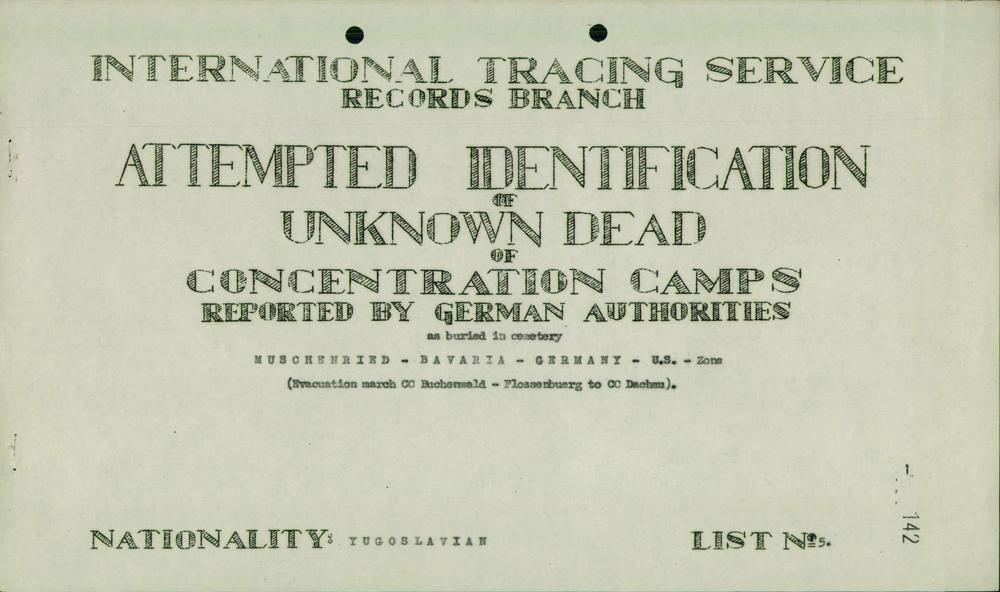 INTERNATIONAL TRACING SERVICE
RECORDS BRANCH
ATTEMPTED IDENTIFICATION
OF
UNKNOWN DEAD
OF
CONCENTRATION CAMPS
REPORTED BY GERMAN AUTHORITIES
as buried in cemetery
MUSCHENRIED - BAVARIA - GERMANY - U.S. - Zone
(Evacuation march CC Buchenwald - Flossenbuerg to CC Dachau).
NATIONALITY: YUGOSLAVIAN
LIST Nº 5.
142